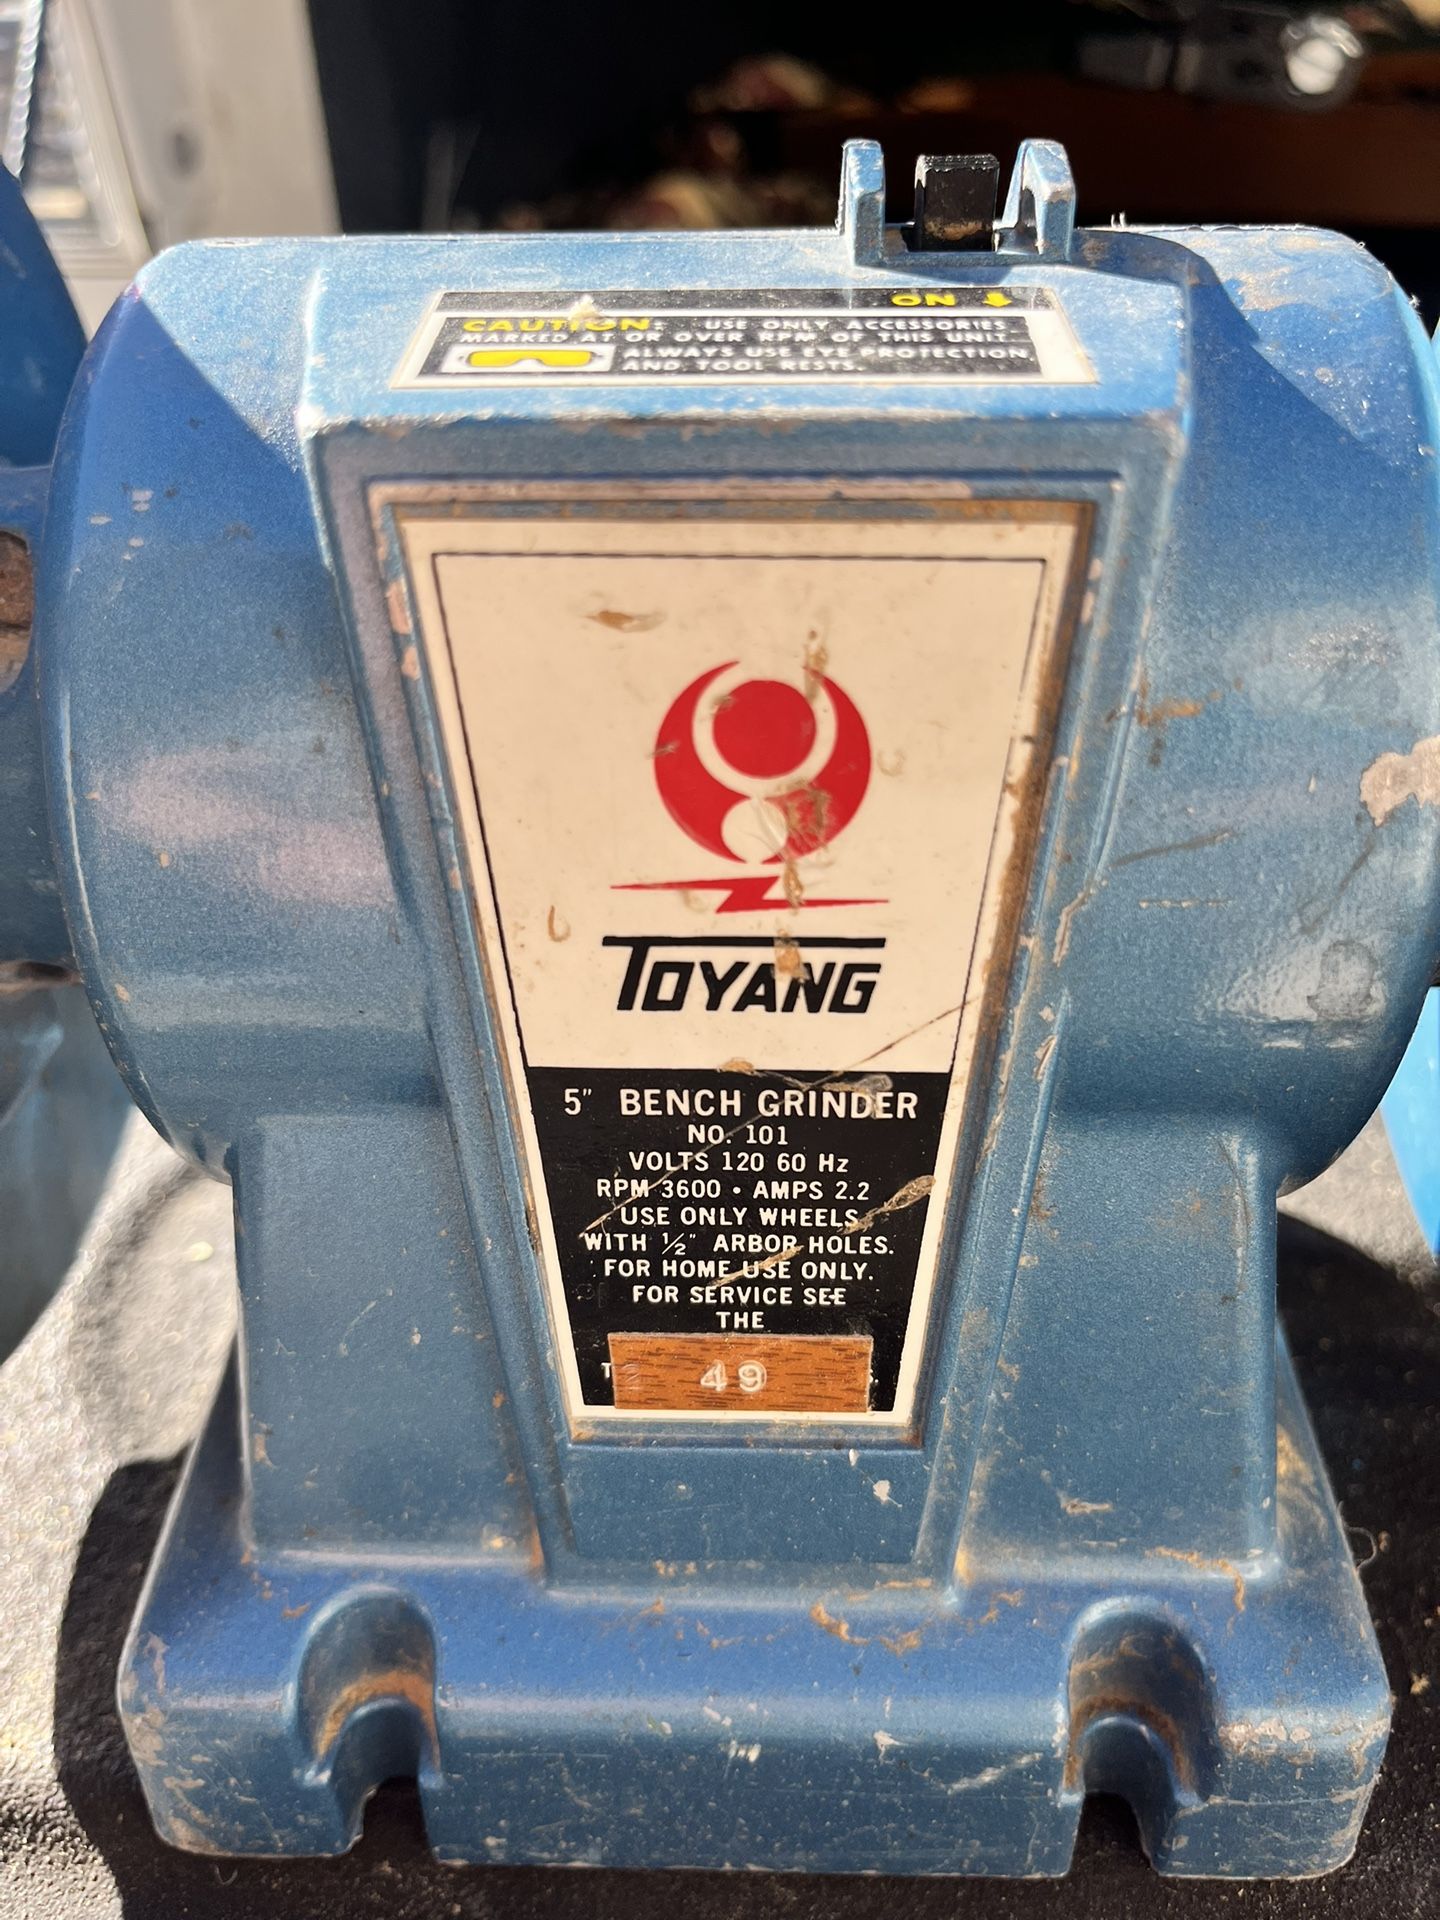 ON
CAUTION: USE ONLY ACCESSORIES
MARKED AT OR OVER RPM OF THIS UNIT.
ALWAYS USE EYE PROTECTION
AND TOOL RESTS.
TOYANG
5" BENCH GRINDER
NO. 101
VOLTS 120 60 Hz
RPM 3600 • AMPS 2.2
USE ONLY WHEELS
WITH 1/2" ARBOR HOLES.
FOR HOME USE ONLY.
FOR SERVICE SEE
THE
49